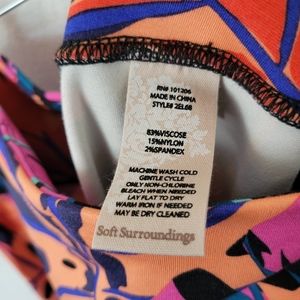 RN# 101206
MADE IN CHINA
STYLE# 2EL68
83%VISCOSE
15%NYLON
2%SPANDEX
MACHINE WASH COLD
GENTLE CYCLE
ONLY NON-CHLORINE
BLEACH WHEN NEEDED
LAY FLAT TO DRY
WARM IRON IF NEEDED
MAY BE DRY CLEANED
Soft Surroundings